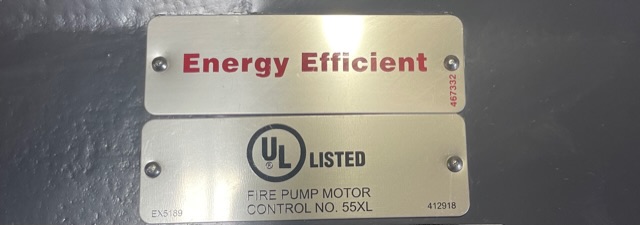 Energy Efficient
467332
UL
® LISTED
FIRE PUMP MOTOR
EX5189 CONTROL NO. 55XL 412918